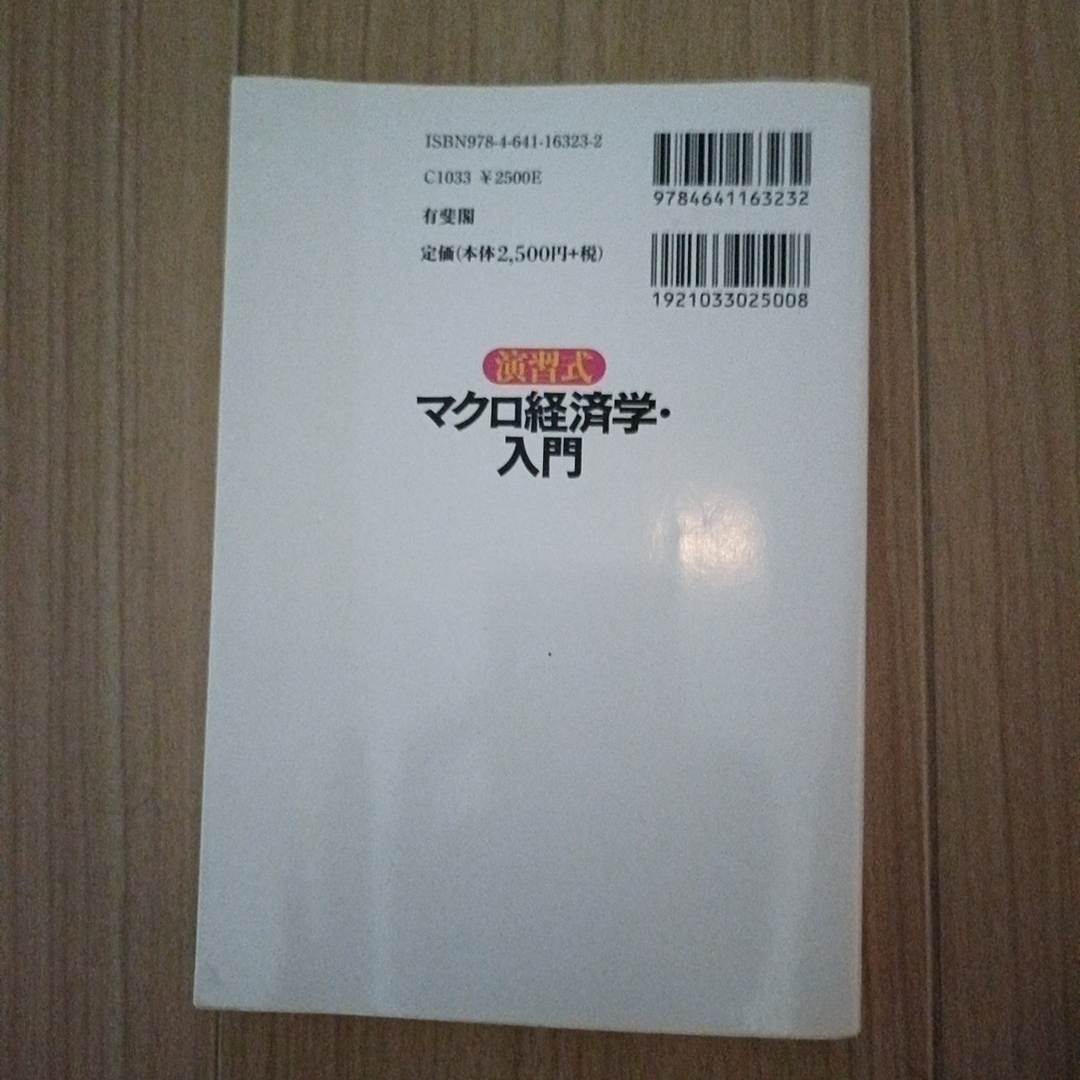 ISBN978-4-641-16323-2
C1033 ￥2500E
有斐閣
定価(本体2,500円+税)
9784641163232
1921033025008
演習式
マクロ経済学・
入門